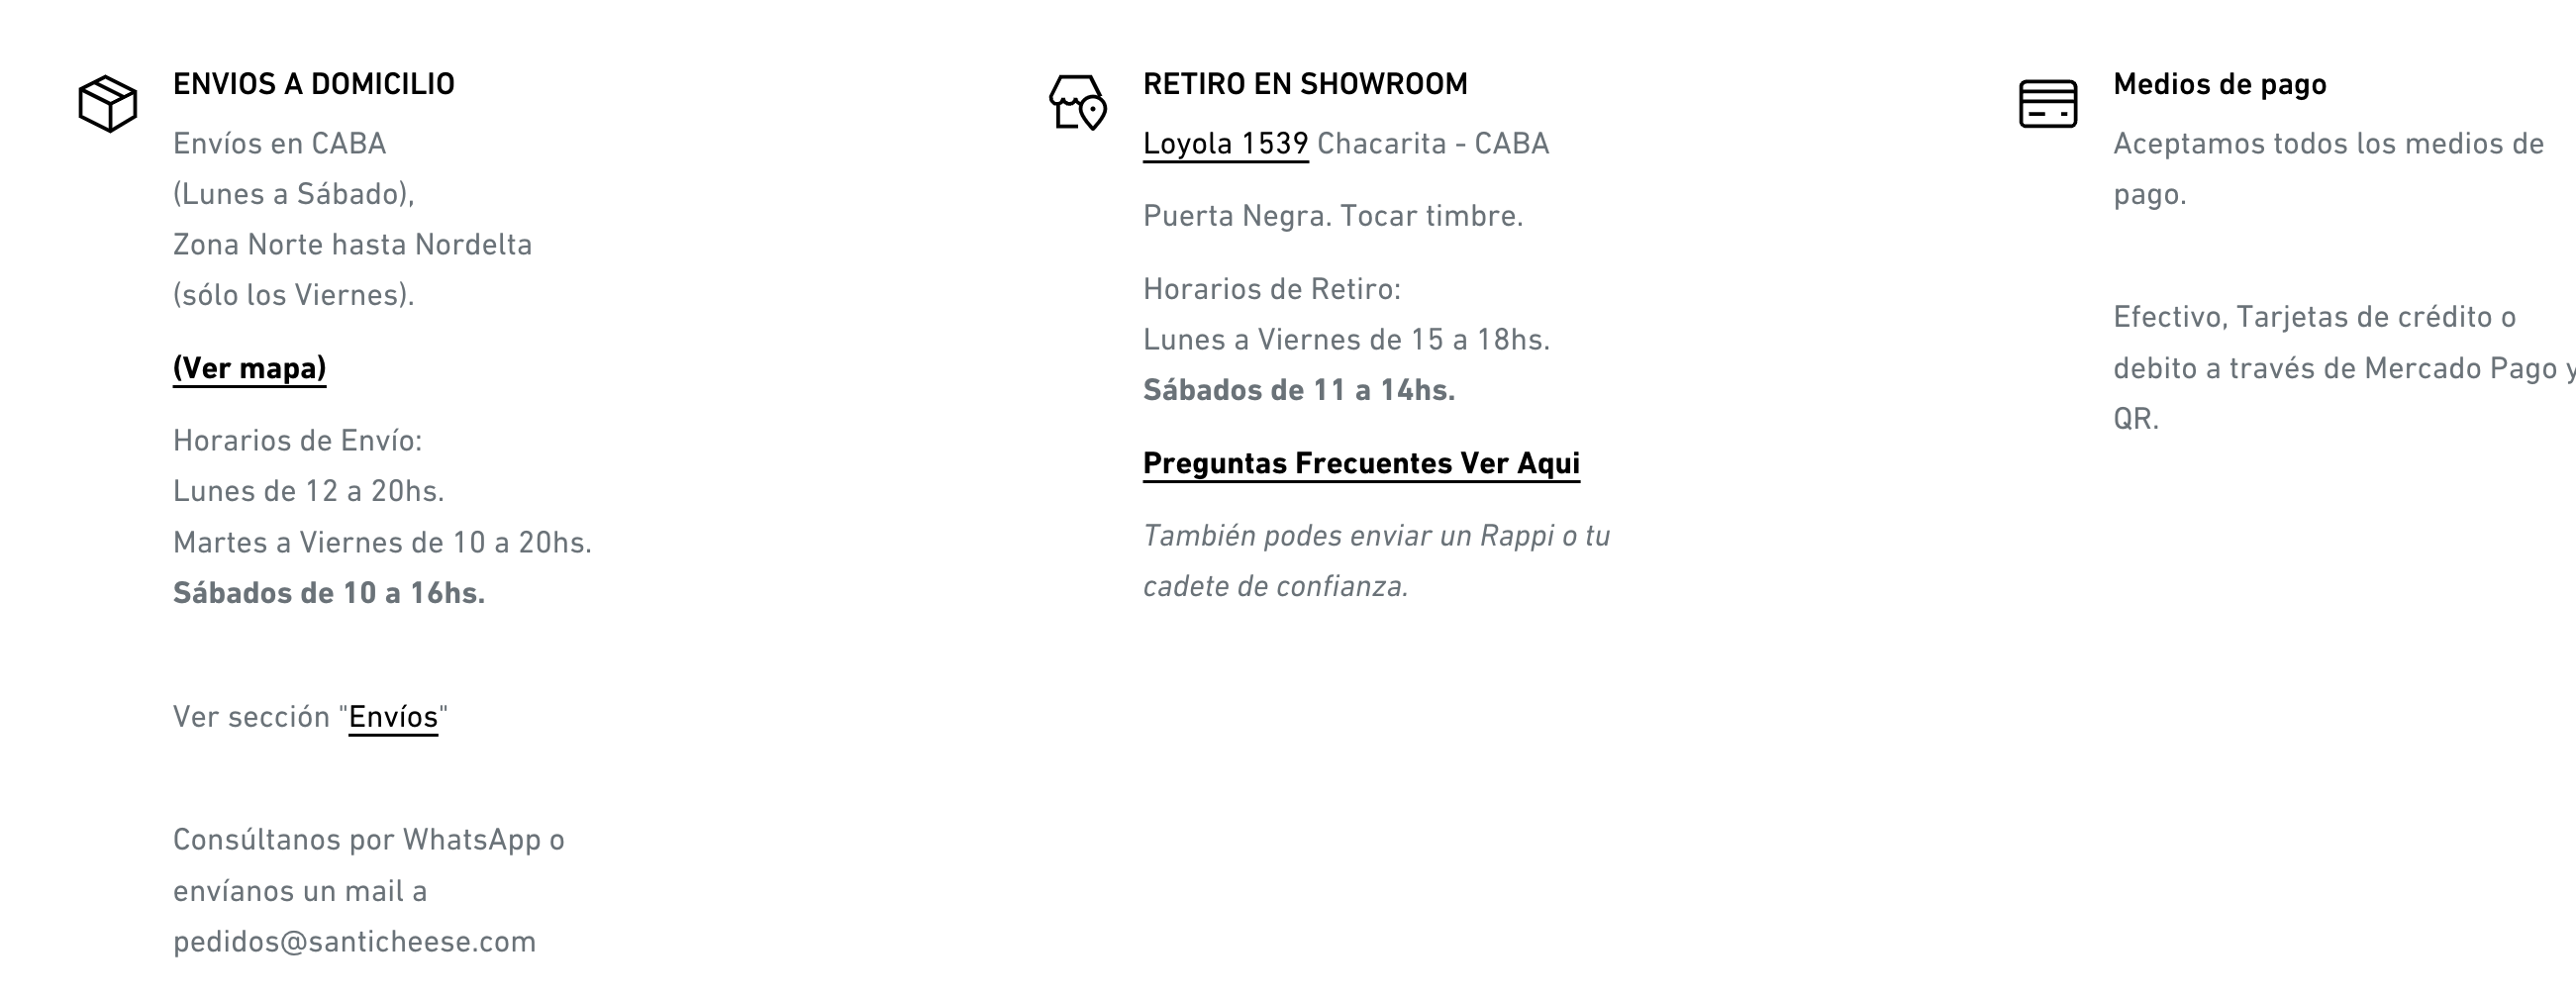 ENVIOS A DOMICILIO
Envíos en CABA
(Lunes a Sábado),
Zona Norte hasta Nordelta
(sólo los Viernes).
(Ver mapa)
Horarios de Envío:
Lunes de 12 a 20hs.
Martes a Viernes de 10 a 20hs.
Sábados de 10 a 16hs.
Ver sección "Envíos"
Consúltanos por WhatsApp o
envíanos un mail a
pedidos@santicheese.com
RETIRO EN SHOWROOM
Loyola 1539 Chacarita - CABA
Puerta Negra. Tocar timbre.
Horarios de Retiro:
Lunes a Viernes de 15 a 18hs.
Sábados de 11 a 14hs.
Preguntas Frecuentes Ver Aqui
También podes enviar un Rappi o tu
cadete de confianza.
Medios de pago
Aceptamos todos los medios de
pago.
Efectivo, Tarjetas de crédito o
debito a través de Mercado Pago y
QR.